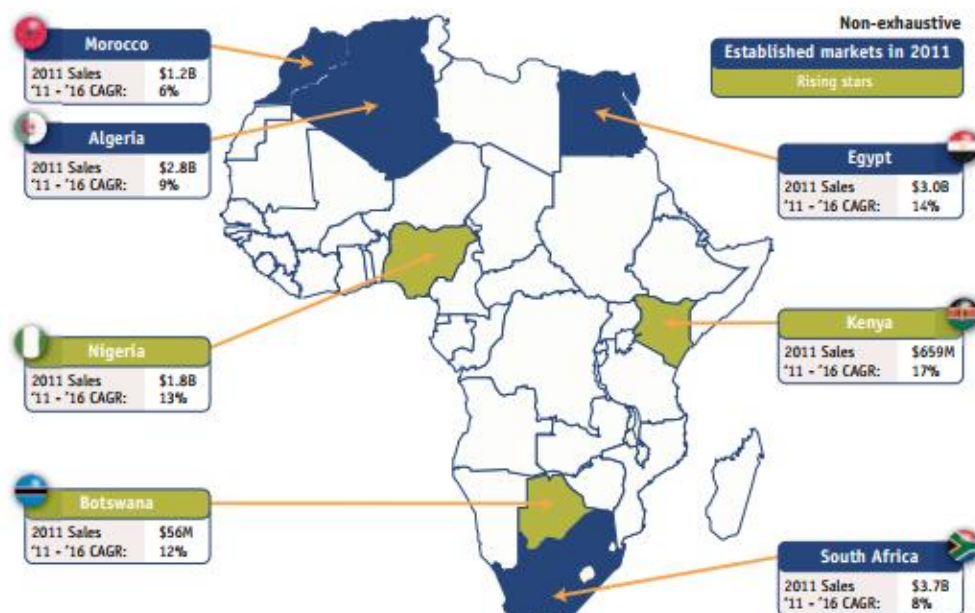 Non-exhaustive
Established markets in 2011
Rising stars
Morocco
2011 Sales $1.2B
'11 - '16 CAGR: 6%
Algeria
2011 Sales $2.8B
'11 - '16 CAGR: 9%
Egypt
2011 Sales $3.0B
'11 - '16 CAGR: 14%
Nigeria
2011 Sales $1.8B
'11 - '16 CAGR: 13%
Kenya
2011 Sales $659M
'11 - '16 CAGR: 17%
Botswana
2011 Sales $56M
'11 - '16 CAGR: 12%
South Africa
2011 Sales $3.7B
'11 - '16 CAGR: 8%